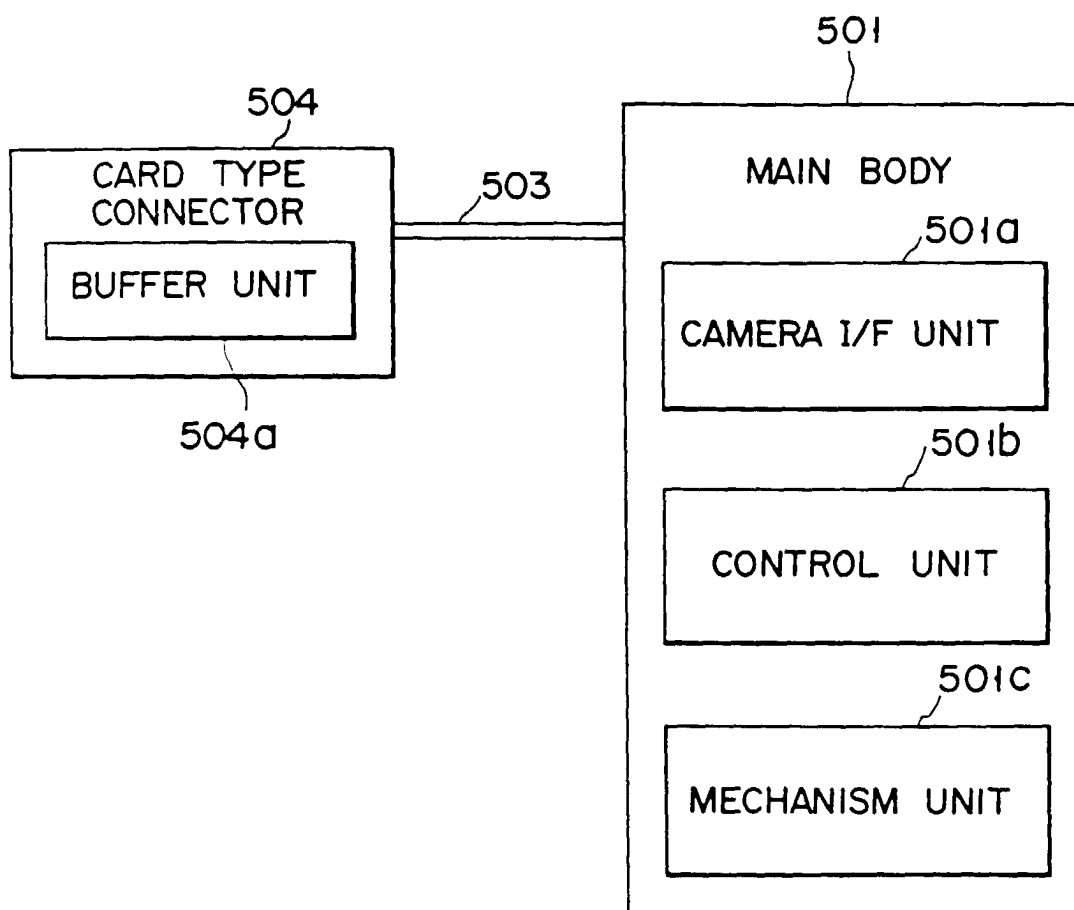 501
504
CARD TYPE
CONNECTOR
503
MAIN BODY
501a
BUFFER UNIT
CAMERA I/F UNIT
504a
501b
CONTROL UNIT
501c
MECHANISM UNIT